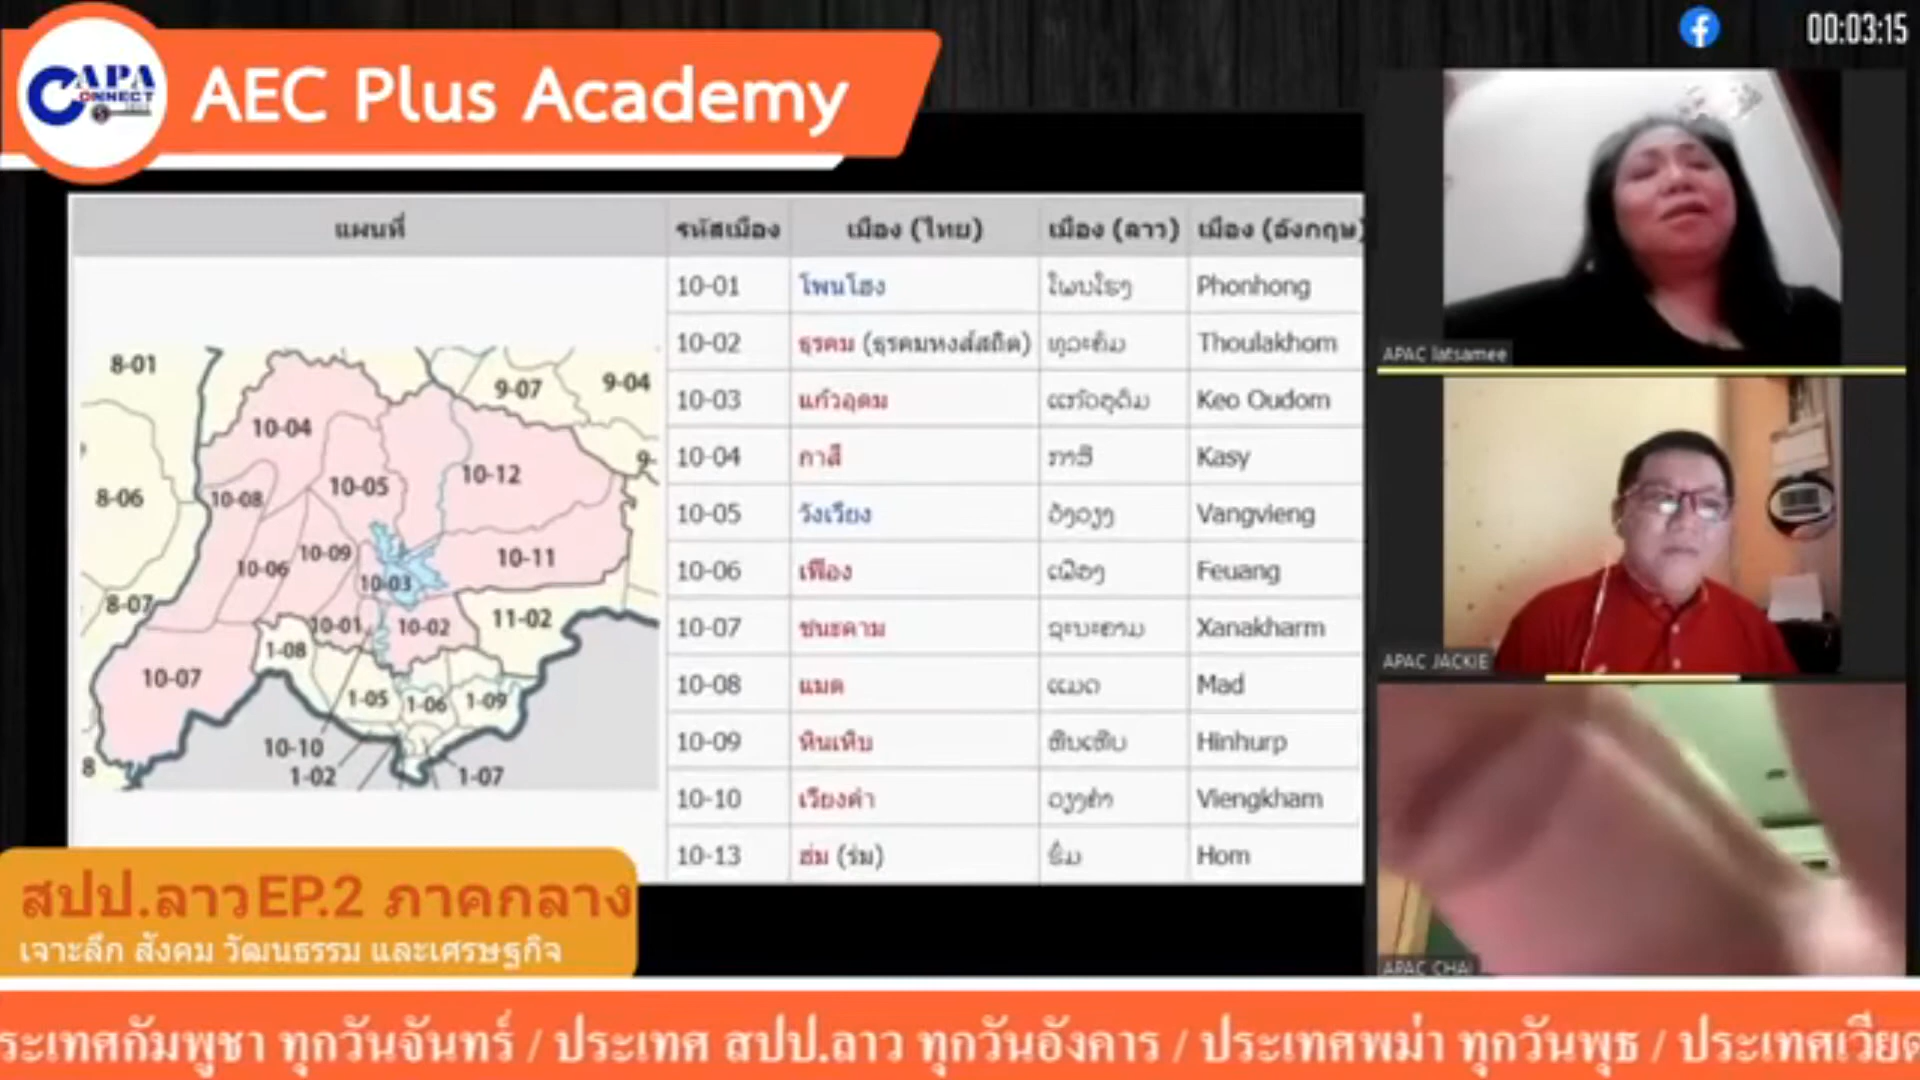 CAPA
CONNECT
AEC Plus Academy
00:03:15
แผนที่ รหัสเมือง เมือง (ไทย) เมือง (ลาว) เมือง (อังกฤษ)
10-01 โพนโฮง ໂພນໂຮງ Phonhong
10-02 ธุรคม (ธุรคมหงส์สถิต) ທຸລະຄົມ Thoulakhom
10-03 แก้วอุดม ແກ້ວອຸດົມ Keo Oudom
10-04 กาสี ກາສີ Kasy
10-05 วังเวียง ວັງວຽງ Vangvieng
10-06 เฟือง ເຟືອງ Feuang
10-07 ชนะคาม ຊະນະຄາມ Xanakharm
10-08 แมด ແມດ Mad
10-09 หินเหิบ ຫີນເຫີບ Hinhurp
10-10 เวียงคำ ວຽງຄຳ Viengkham
10-13 ฮ่ม (ร่ม) ຮົ່ມ Hom
8-01
9-07
9-04
10-04
9-
10-12
10-05
8-06
10-08
10-09
10-11
10-06
10-03
8-07
11-02
10-01
10-02
1-08
10-07
1-05
1-06
1-09
10-10
8
1-02
1-07
APAC latsamee
APAC JACKIE
APAC CHAI
สปป.ลาว EP.2 ภาคกลาง
เจาะลึก สังคม วัฒนธรรม และเศรษฐกิจ
ระเทศกัมพูชา ทุกวันจันทร์ / ประเทศ สปป.ลาว ทุกวันอังคาร / ประเทศพม่า ทุกวันพุธ / ประเทศเวียด